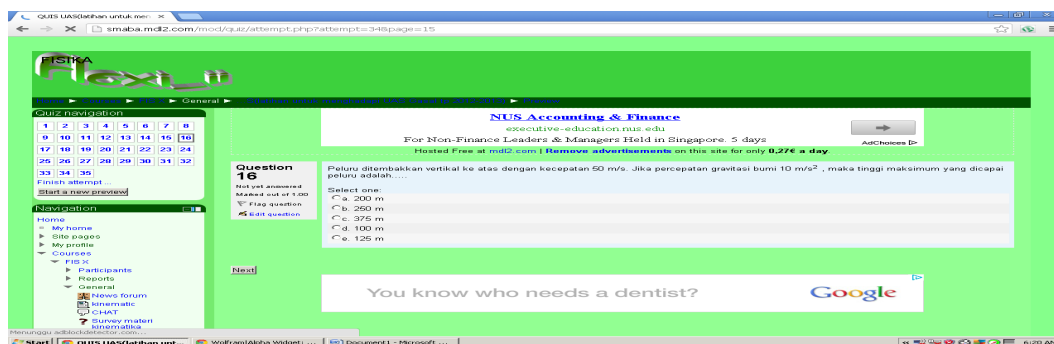 QUIS UAS(latihan untuk men
smaba.mdl2.com/mod/quiz/attempt.php?attempt=34&page=15
FISIKA
Flexi_n
Home ► Courses ► FIS X ► General ►
Quiz navigation
1 2 3 4 5 6 7 8
9 10 11 12 13 14 15 16
17 18 19 20 21 22 23 24
25 26 27 28 29 30 31 32
33 34 35
Finish attempt ...
Start a new preview
Navigation
Home
My home
Site pages
My profile
Courses
FIS X
Participants
Reports
General
News forum
kinematic
CHAT
Survey materi
kinematika
NUS Accounting & Finance
executive-education.nus.edu
For Non-Finance Leaders & Managers Held in Singapore. 5 days
AdChoices
Hosted Free at mdl2.com | Remove advertisements on this site for only 0,27€ a day.
Question
16
Not yet answered
Marked out of 1.00
Flag question
Edit question
Peluru ditembakkan vertikal ke atas dengan kecepatan 50 m/s. Jika percepatan gravitasi bumi 10 m/s² , maka tinggi maksimum yang dicapai
peluru adalah.....
Select one:
a. 200 m
b. 250 m
c. 375 m
d. 100 m
e. 125 m
Next
You know who needs a dentist?
Google
Menunggu adblockdetector.com...
Start
QUIS UAS(latihan unt...
Wolfram|Alpha Widget: ...
Document1 - Microsoft ...
6:20 AM